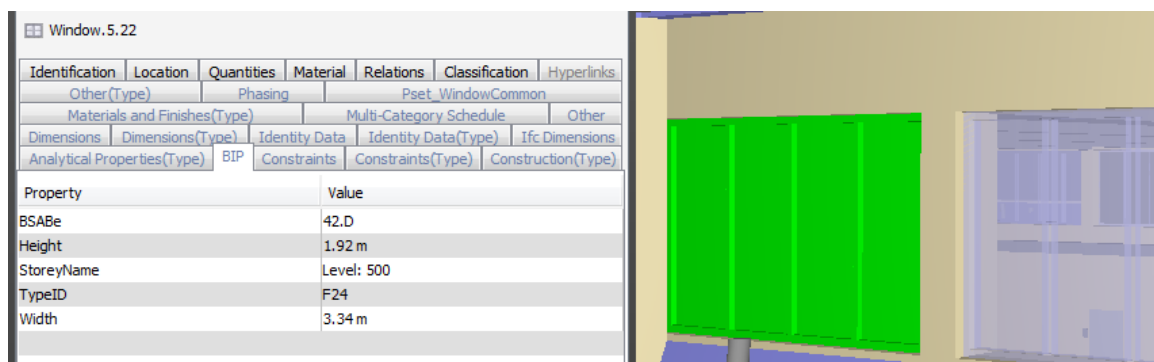 Window.5.22
Identification Location Quantities Material Relations Classification Hyperlinks
Other(Type) Phasing Pset_WindowCommon
Materials and Finishes(Type) Multi-Category Schedule Other
Dimensions Dimensions(Type) Identity Data Identity Data(Type) Ifc Dimensions
Analytical Properties(Type) BIP Constraints Constraints(Type) Construction(Type)
Property Value
BSABe 42.D
Height 1.92 m
StoreyName Level: 500
TypeID F24
Width 3.34 m